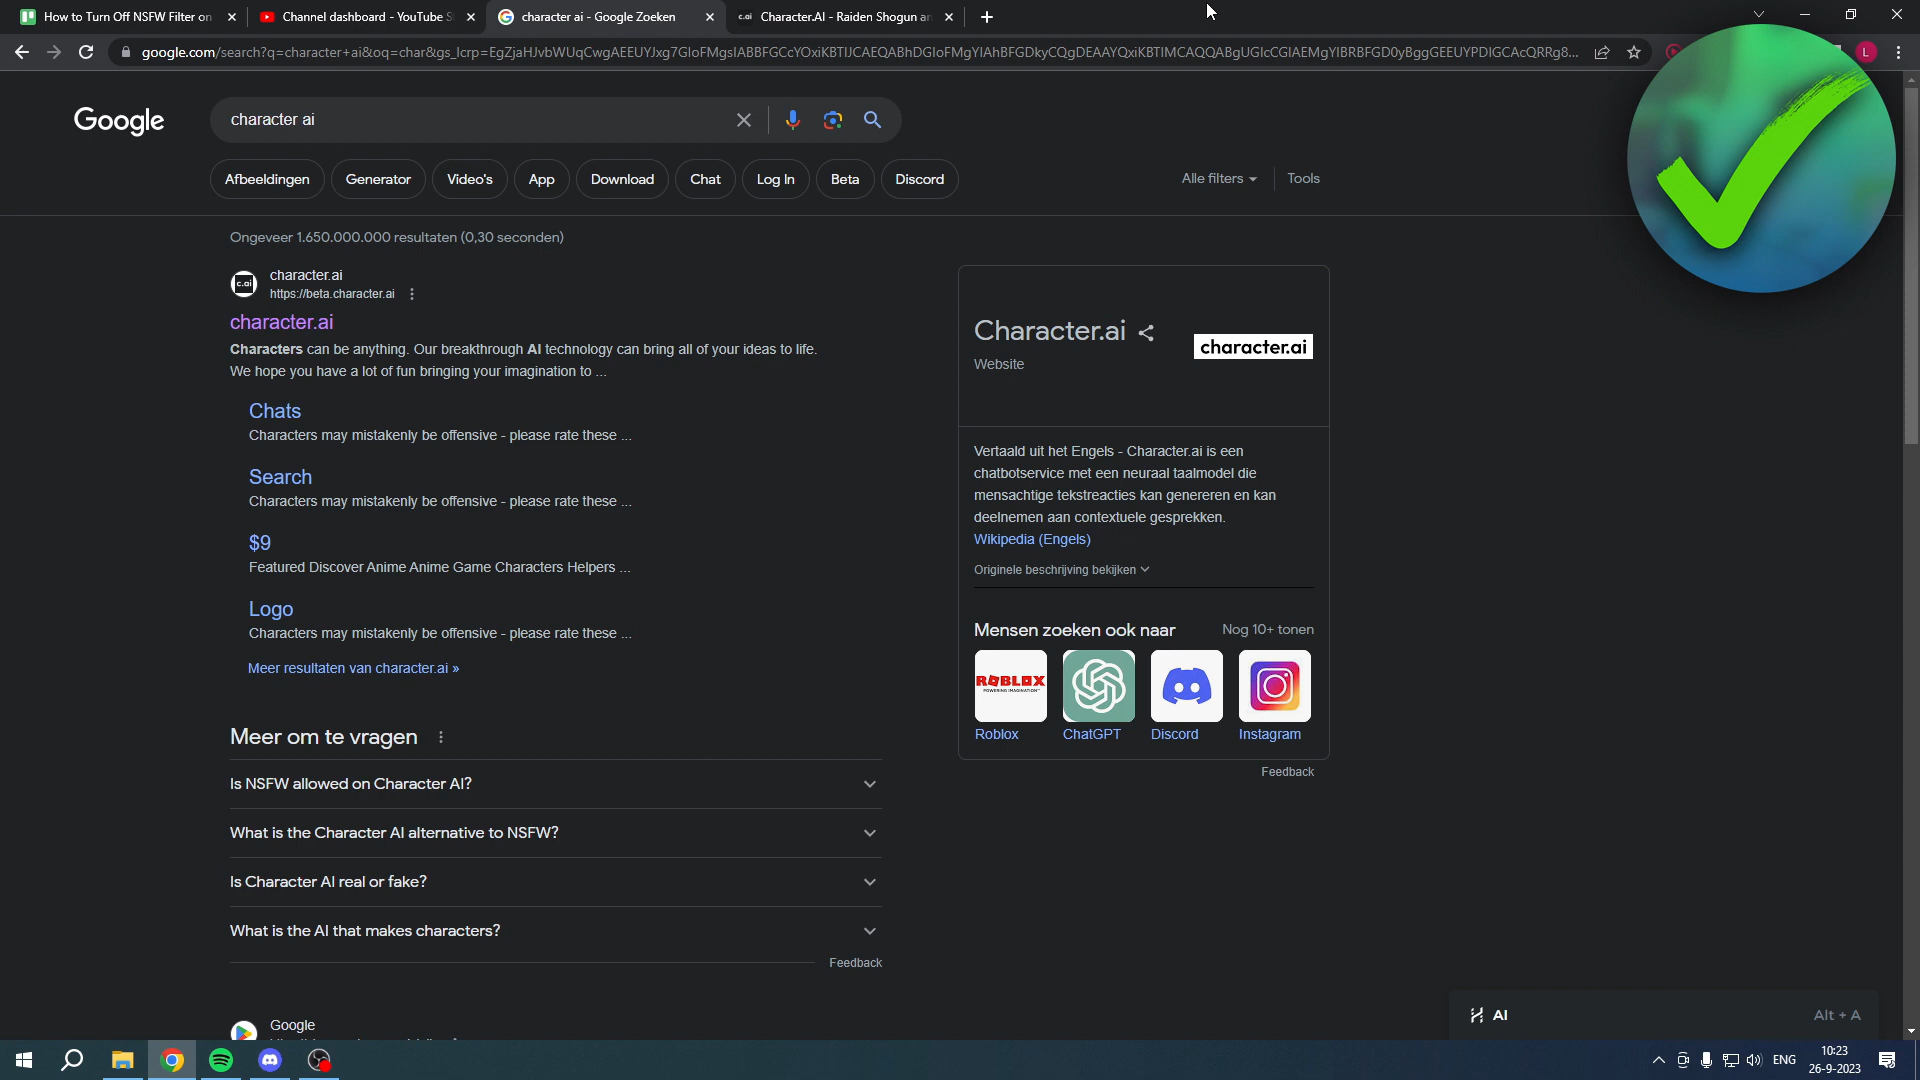 How to Turn Off NSFW Filter on
Channel dashboard - YouTube S
character ai - Google Zoeken
c.ai Character.AI - Raiden Shogun an
Google
character ai
Afbeeldingen
Generator
Video's
App
Download
Chat
Log In
Beta
Discord
Alle filters
Tools
Ongeveer 1.650.000.000 resultaten (0,30 seconden)
c.ai
character.ai
https://beta.character.ai
character.ai
Characters can be anything. Our breakthrough AI technology can bring all of your ideas to life.
We hope you have a lot of fun bringing your imagination to ...
Chats
Characters may mistakenly be offensive - please rate these ...
Search
Characters may mistakenly be offensive - please rate these ...
$9
Featured Discover Anime Anime Game Characters Helpers ...
Logo
Characters may mistakenly be offensive - please rate these ...
Meer resultaten van character.ai »
Meer om te vragen
Is NSFW allowed on Character AI?
What is the Character AI alternative to NSFW?
Is Character AI real or fake?
What is the AI that makes characters?
Feedback
Google
Character.ai
Website
character.ai
Vertaald uit het Engels - Character.ai is een
chatbotservice met een neuraal taalmodel die
mensachtige tekstreacties kan genereren en kan
deelnemen aan contextuele gesprekken.
Wikipedia (Engels)
Originele beschrijving bekijken
Mensen zoeken ook naar
Nog 10+ tonen
ROBLOX
POWERING IMAGINATION
Roblox
ChatGPT
Discord
Instagram
Feedback
L
AI
Alt + A
ENG
10:23
26-9-2023